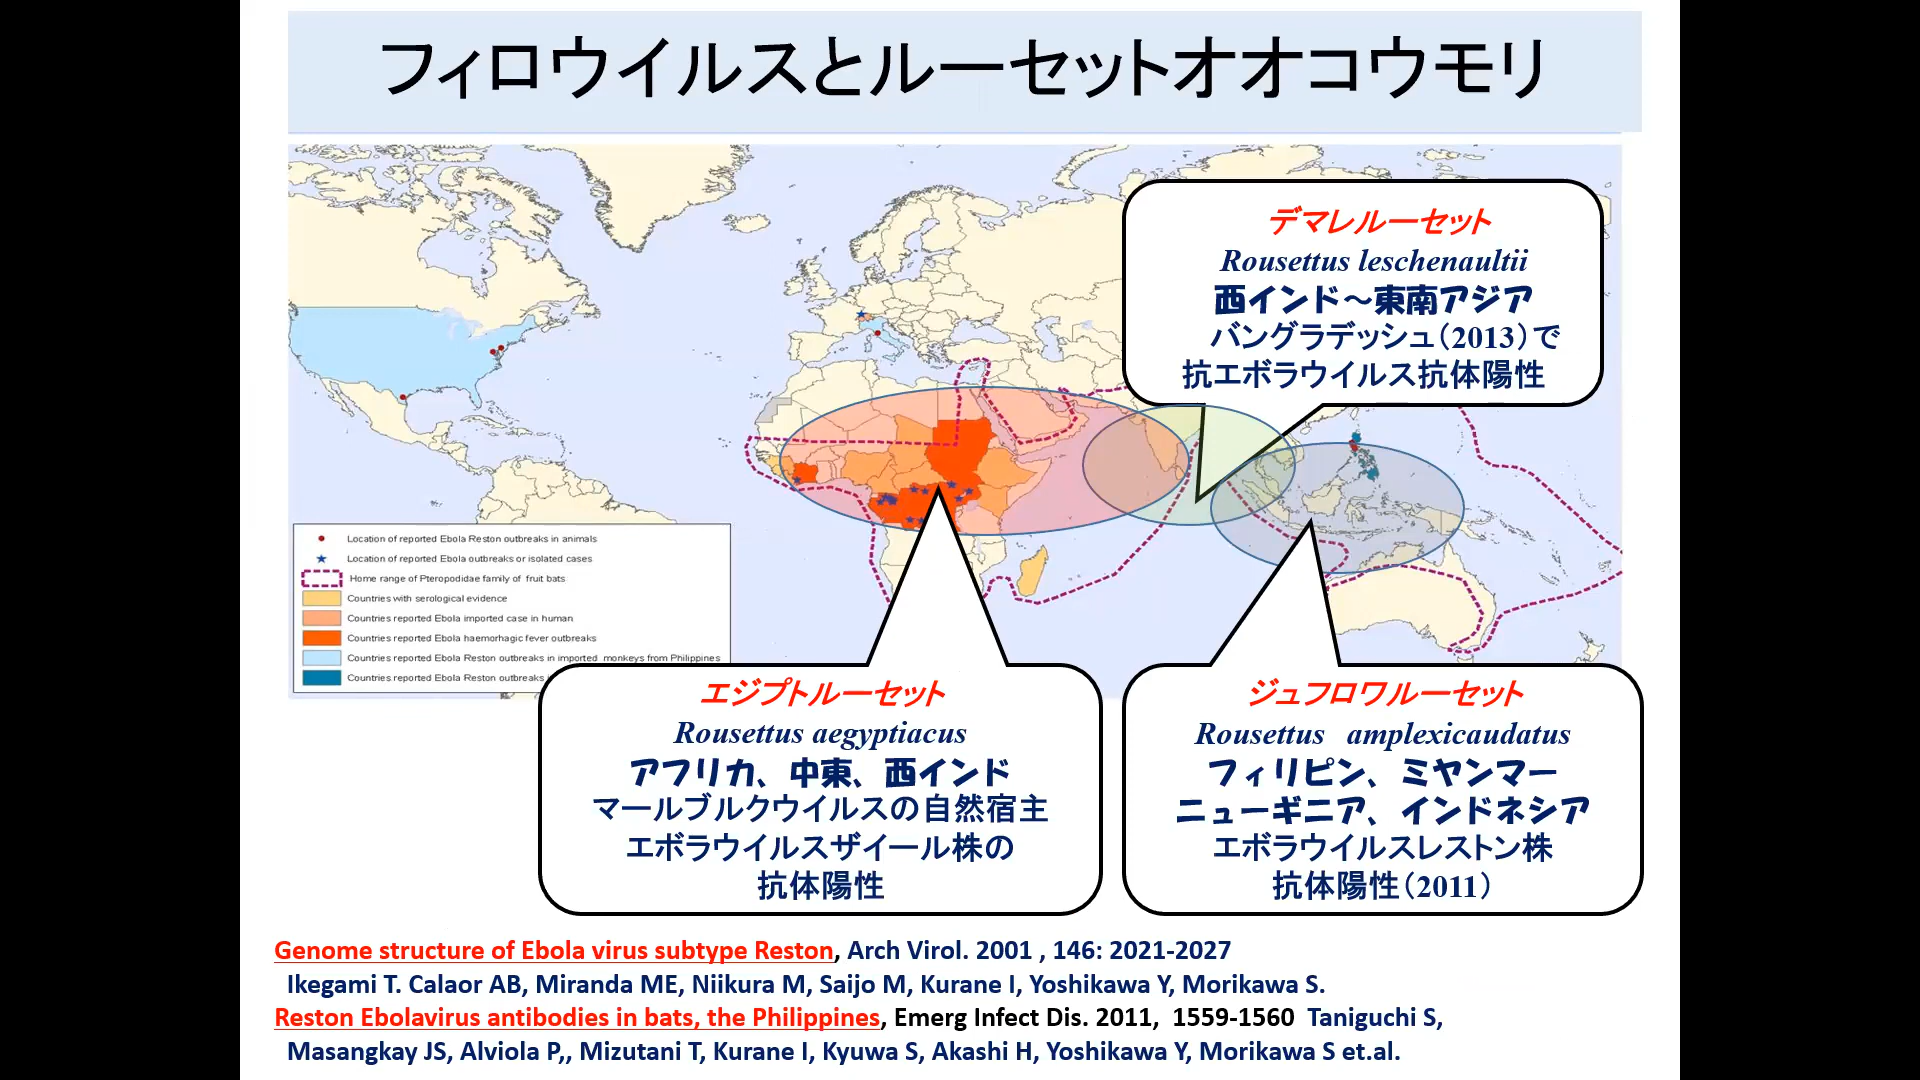 フィロウイルスとルーセットオオコウモリ
デマレルーセット
Rousettus leschenaultii
西インド～東南アジア
バングラデッシュ（2013）で
抗エボラウイルス抗体陽性
Location of reported Ebola Reston outbreaks in animals
Location of reported Ebola outbreaks or isolated cases
Home range of Pteropodidae family of fruit bats
Countries with serological evidence
Countries reported Ebola imported case in human
Countries reported Ebola haemorhagic fever outbreaks
Countries reported Ebola Reston outbreaks in imported monkeys from Philippines
Countries reported Ebola Reston outbreaks
エジプトルーセット
Rousettus aegyptiacus
アフリカ、中東、西インド
マールブルクウイルスの自然宿主
エボラウイルスザイール株の
抗体陽性
ジュフロワルーセット
Rousettus amplexicaudatus
フィリピン、ミヤンマー
ニューギニア、インドネシア
エボラウイルスレストン株
抗体陽性（2011）
Genome structure of Ebola virus subtype Reston, Arch Virol. 2001 , 146: 2021-2027
Ikegami T. Calaor AB, Miranda ME, Niikura M, Saijo M, Kurane I, Yoshikawa Y, Morikawa S.
Reston Ebolavirus antibodies in bats, the Philippines, Emerg Infect Dis. 2011, 1559-1560 Taniguchi S,
Masangkay JS, Alviola P,, Mizutani T, Kurane I, Kyuwa S, Akashi H, Yoshikawa Y, Morikawa S et.al.